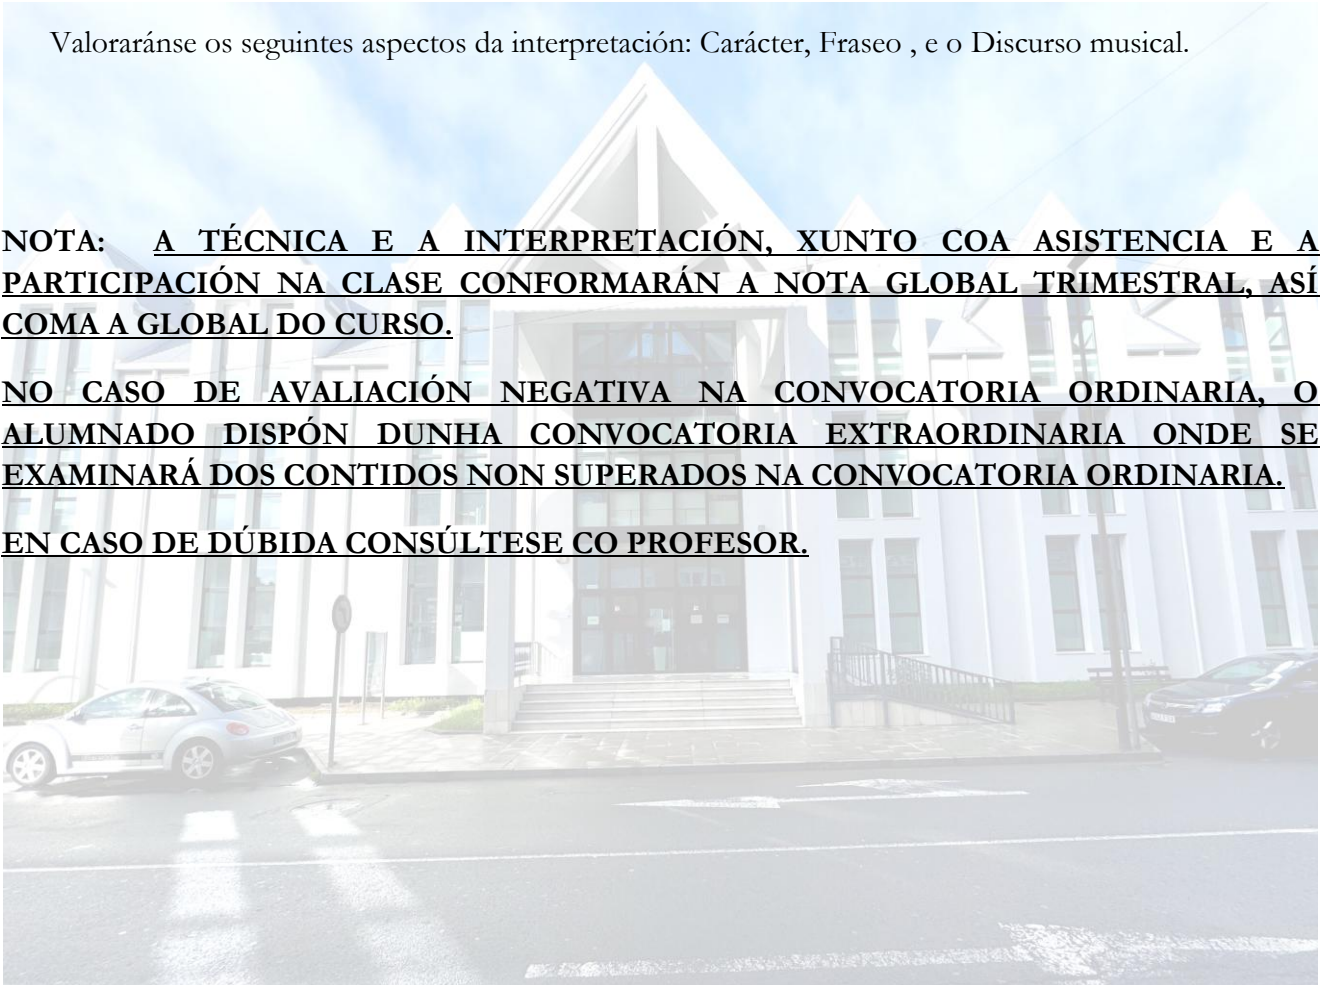 Valoraránse os seguintes aspectos da interpretación: Carácter, Fraseo , e o Discurso musical.
NOTA: A TÉCNICA E A INTERPRETACIÓN, XUNTO COA ASISTENCIA E A
PARTICIPACIÓN NA CLASE CONFORMARÁN A NOTA GLOBAL TRIMESTRAL, ASÍ
COMA A GLOBAL DO CURSO.
NO CASO DE AVALIACIÓN NEGATIVA NA CONVOCATORIA ORDINARIA, O
ALUMNADO DISPÓN DUNHA CONVOCATORIA EXTRAORDINARIA ONDE SE
EXAMINARÁ DOS CONTIDOS NON SUPERADOS NA CONVOCATORIA ORDINARIA.
EN CASO DE DÚBIDA CONSÚLTESE CO PROFESOR.